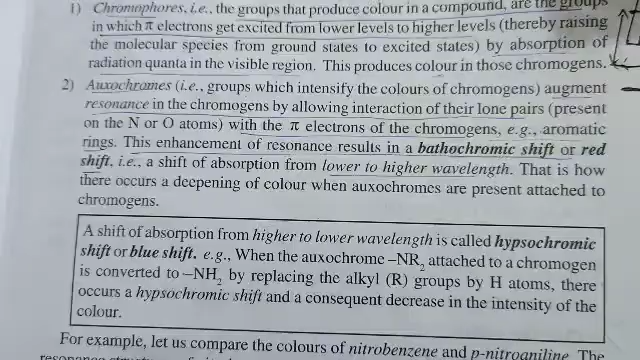 1) Chromophores, i.e., the groups that produce colour in a compound, are the groups
in which π electrons get excited from lower levels to higher levels (thereby raising
the molecular species from ground states to excited states) by absorption of
radiation quanta in the visible region. This produces colour in those chromogens.
2) Auxochromes (i.e., groups which intensify the colours of chromogens) augment
resonance in the chromogens by allowing interaction of their lone pairs (present
on the N or O atoms) with the π electrons of the chromogens, e.g., aromatic
rings. This enhancement of resonance results in a bathochromic shift or red
shift, i.e., a shift of absorption from lower to higher wavelength. That is how
there occurs a deepening of colour when auxochromes are present attached to
chromogens.
A shift of absorption from higher to lower wavelength is called hypsochromic
shift or blue shift. e.g., When the auxochrome –NR₂ attached to a chromogen
is converted to –NH₂ by replacing the alkyl (R) groups by H atoms, there
occurs a hypsochromic shift and a consequent decrease in the intensity of the
colour.
For example, let us compare the colours of nitrobenzene and p-nitroaniline. The